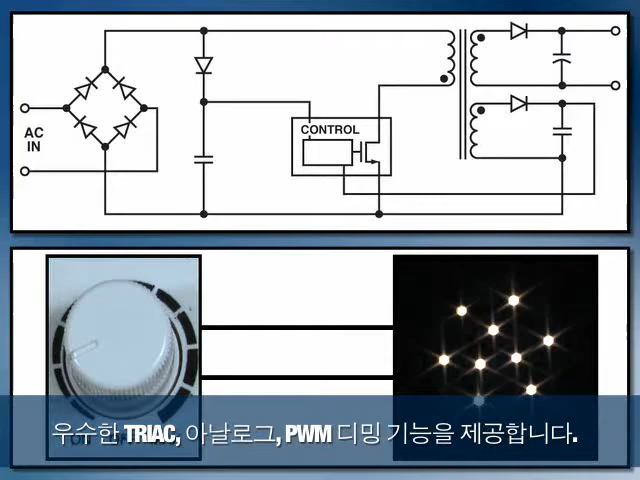 AC
IN
CONTROL
우수한 TRIAC, 아날로그, PWM 디밍 기능을 제공합니다.